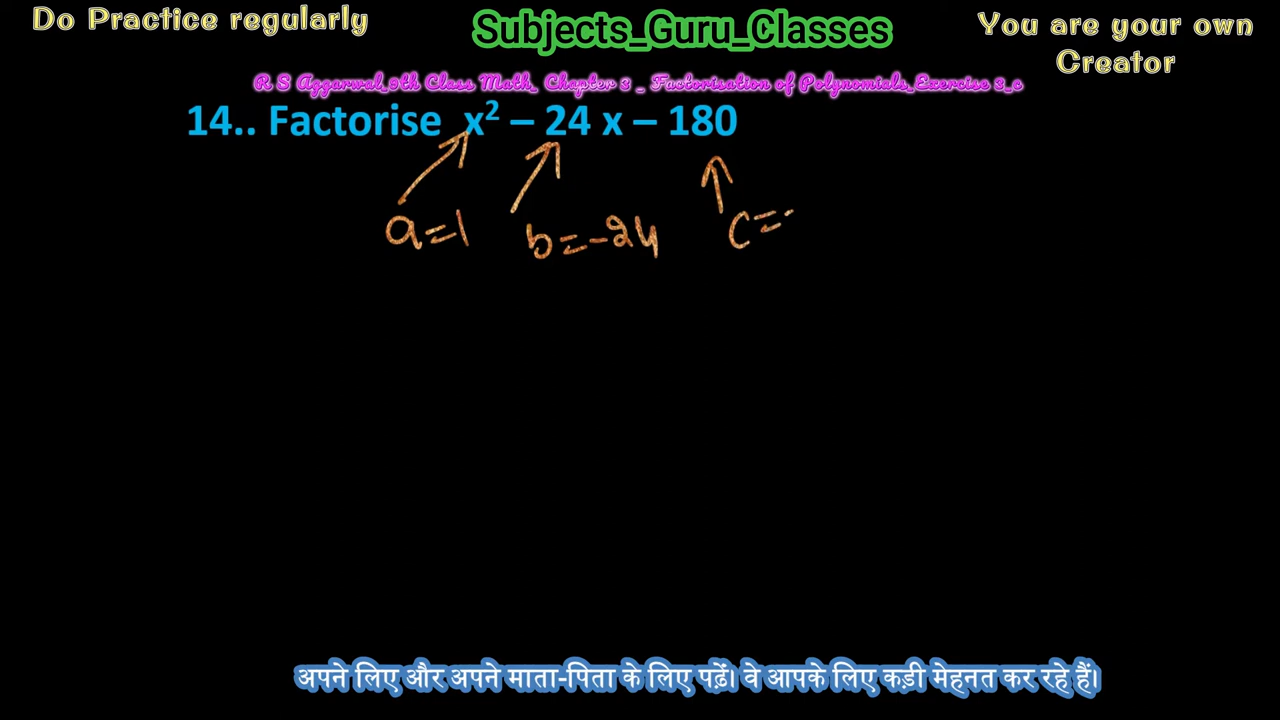 Do Practice regularly
Subjects_Guru_Classes
You are your own
Creator
R S Aggarwal_9th Class Math_ Chapter 3 _ Factorisation of Polynomials_Exercise 3_c
14.. Factorise x² – 24 x – 180
a=1 b=-24 c=-
अपने लिए और अपने माता-पिता के लिए पढ़ें। वे आपके लिए कड़ी मेहनत कर रहे हैं।